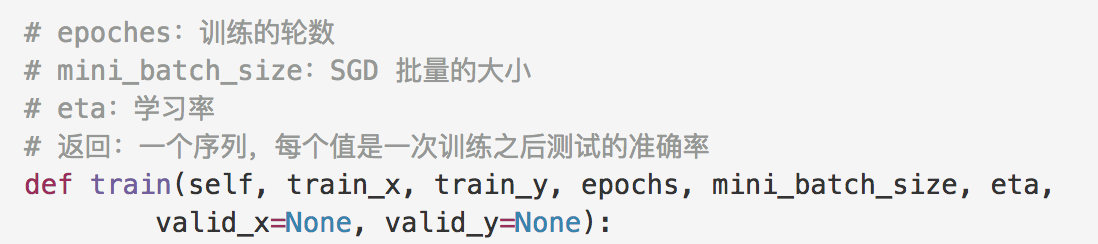 # epoches：训练的轮数
# mini_batch_size：SGD 批量的大小
# eta：学习率
# 返回：一个序列，每个值是一次训练之后测试的准确率
def train(self, train_x, train_y, epochs, mini_batch_size, eta,
        valid_x=None, valid_y=None):